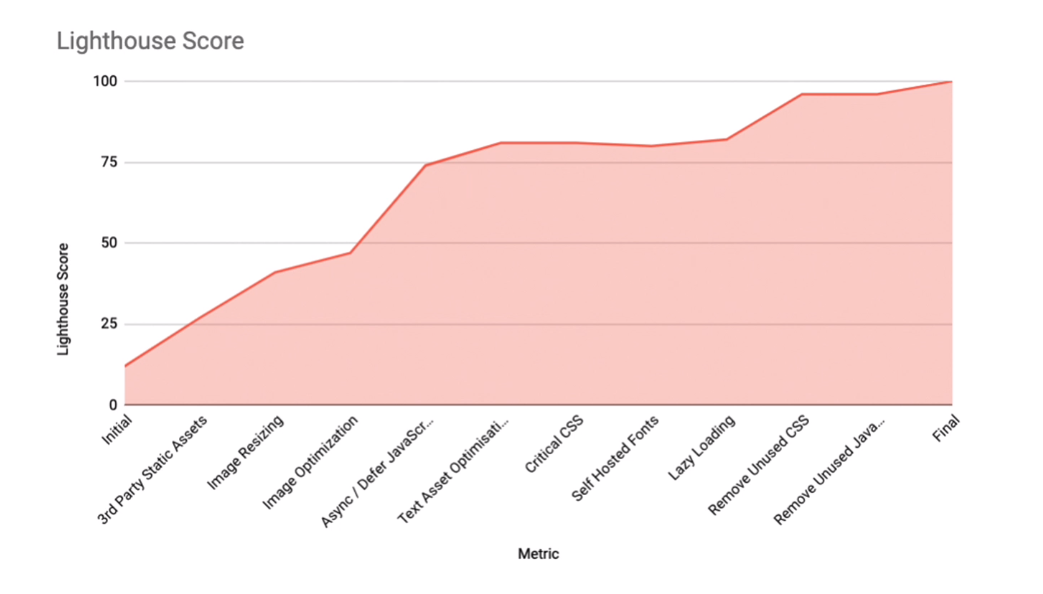 Lighthouse Score
100
75
50
25
0
Lighthouse Score
Initial
3rd Party Static Assets
Image Resizing
Image Optimization
Async / Defer JavaScr...
Text Asset Optimisati...
Critical CSS
Self Hosted Fonts
Lazy Loading
Remove Unused CSS
Remove Unused Java...
Final
Metric